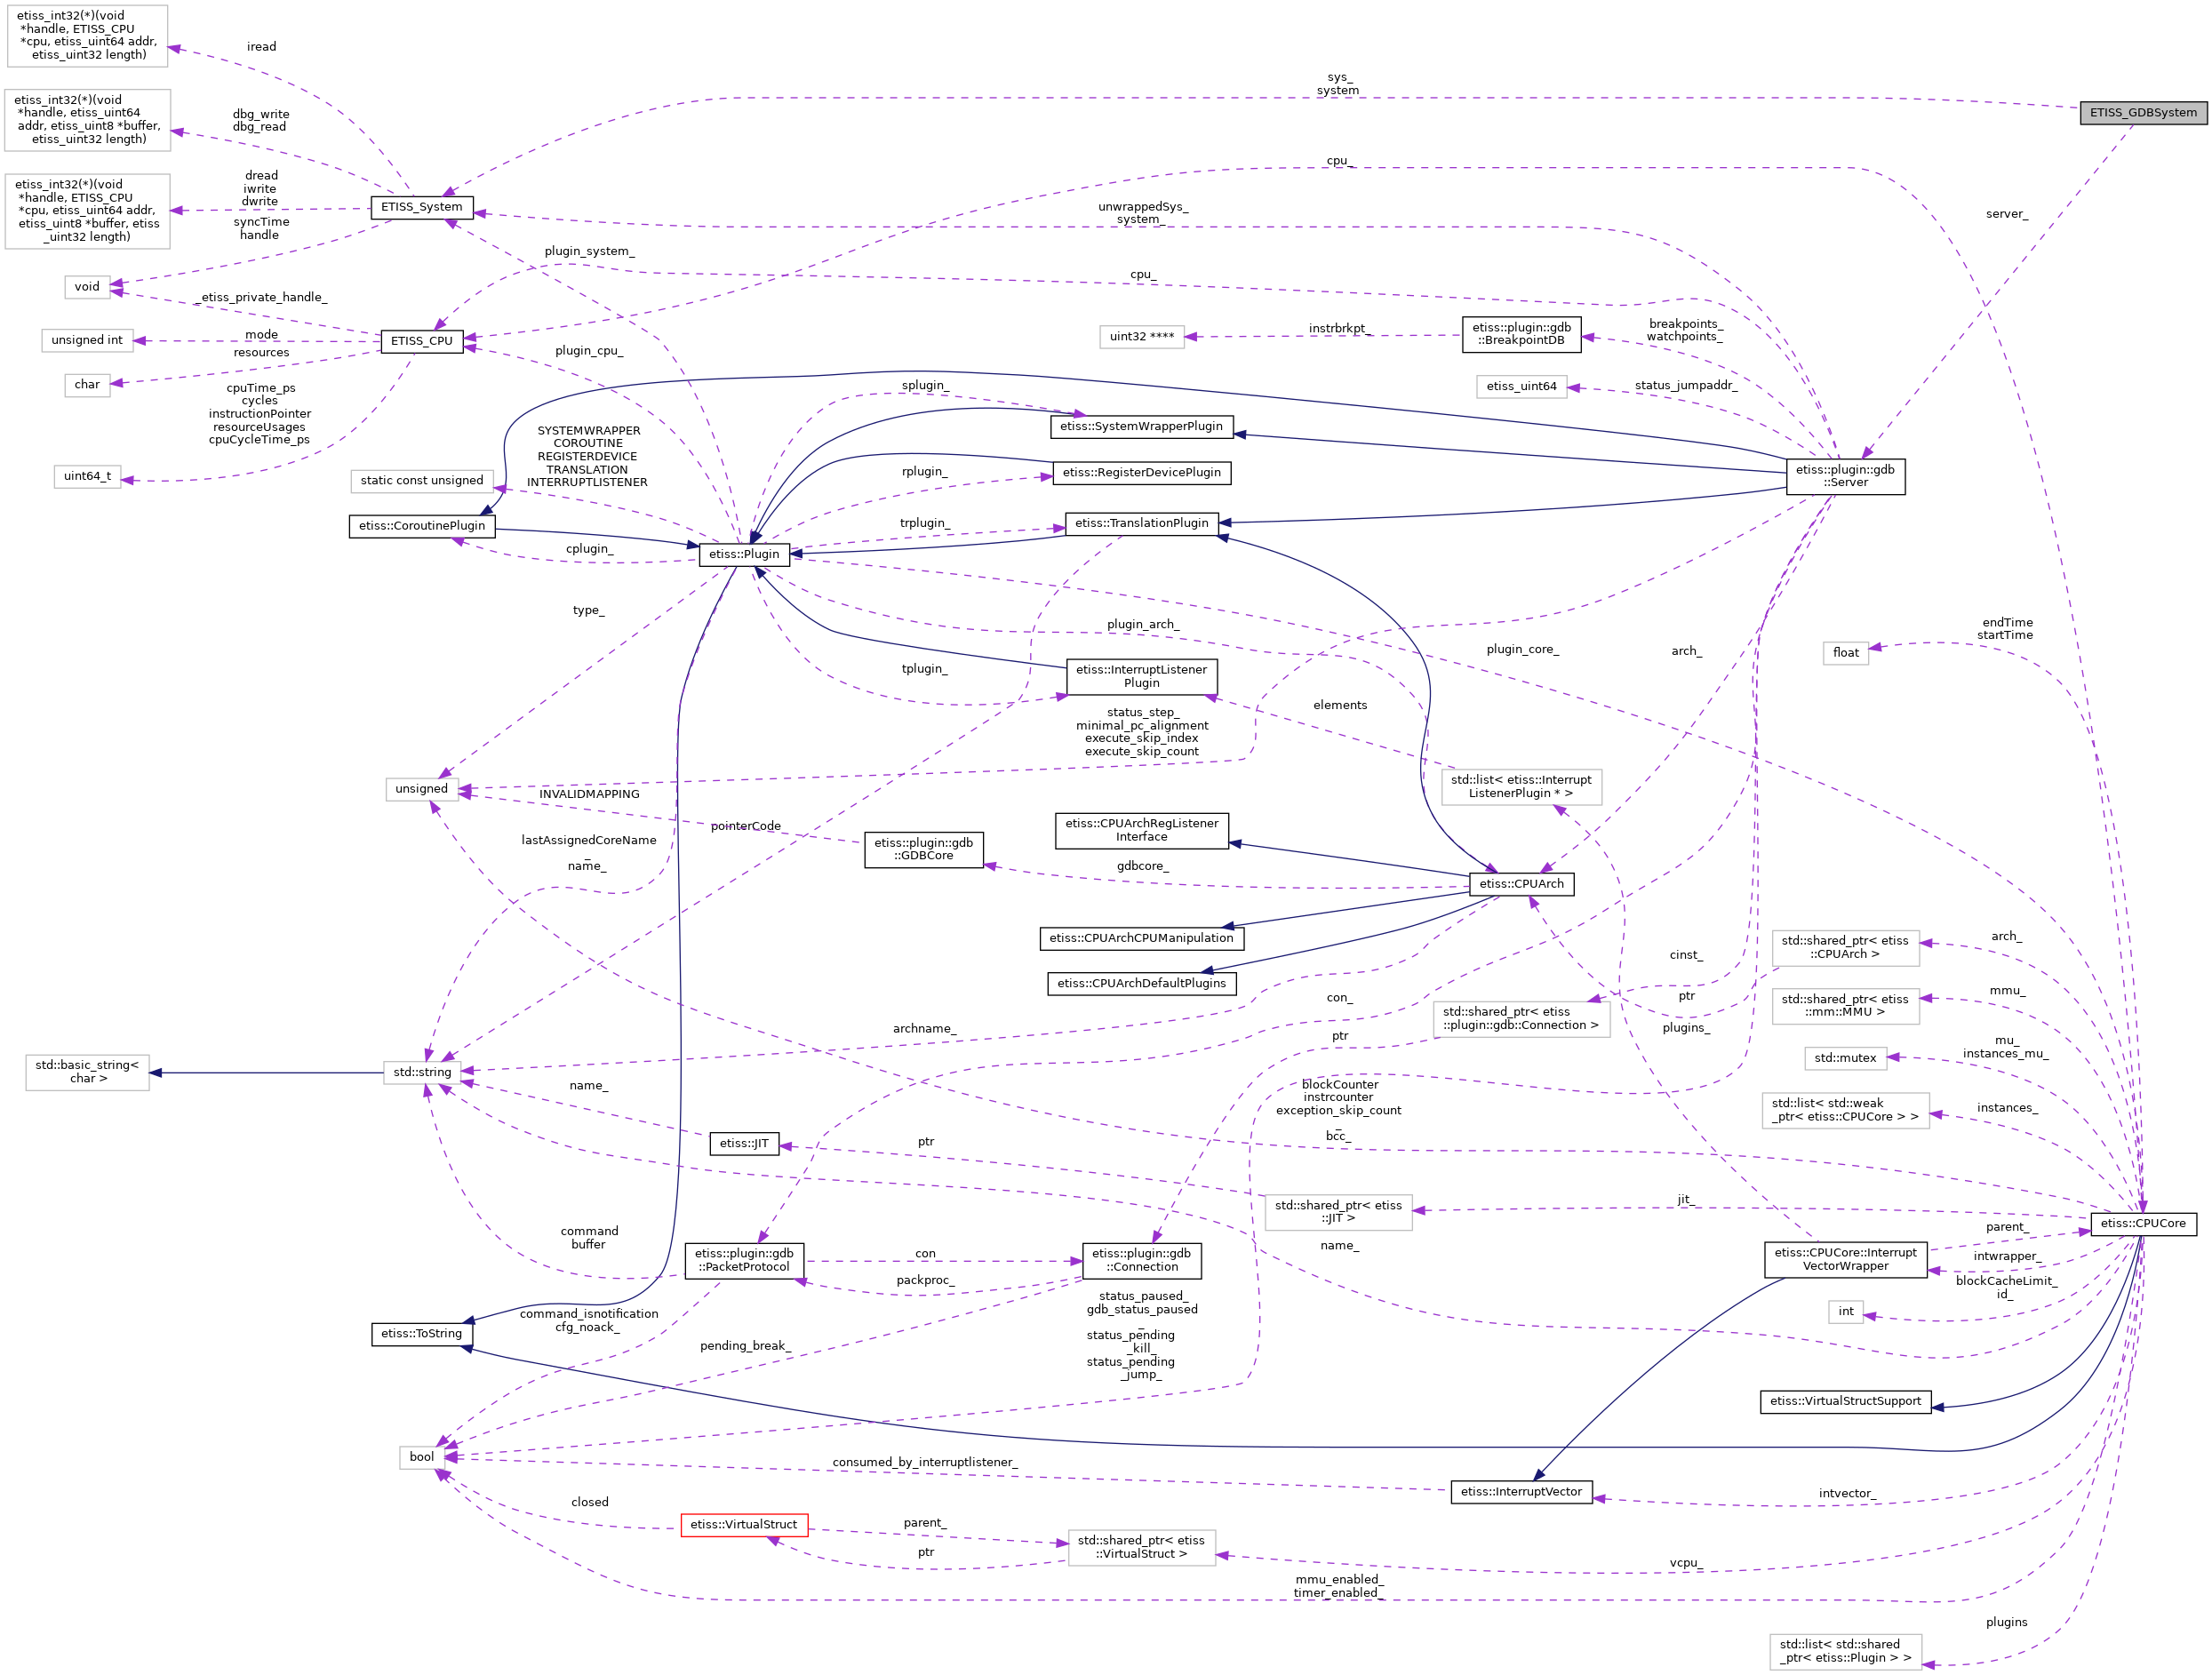 etiss_int32(*)(void
*handle, ETISS_CPU
*cpu, etiss_uint64 addr,
etiss_uint32 length)
iread
sys_
system
ETISS_GDBSystem
etiss_int32(*)(void
*handle, etiss_uint64
addr, etiss_uint8 *buffer,
etiss_uint32 length)
dbg_write
dbg_read
cpu_
etiss_int32(*)(void
*handle, ETISS_CPU
*cpu, etiss_uint64 addr,
etiss_uint8 *buffer, etiss
_uint32 length)
dread
iwrite
dwrite
syncTime
handle
ETISS_System
unwrappedSys_
system_
server_
void
plugin_system_
cpu_
_etiss_private_handle_
unsigned int
mode
ETISS_CPU
resources
plugin_cpu_
uint32 ****
instrbrkpt_
etiss::plugin::gdb
::BreakpointDB
breakpoints_
watchpoints_
char
cpuTime_ps
cycles
instructionPointer
resourceUsages
cpuCycleTime_ps
splugin_
etiss_uint64
status_jumpaddr_
etiss::SystemWrapperPlugin
uint64_t
static const unsigned
SYSTEMWRAPPER
COROUTINE
REGISTERDEVICE
TRANSLATION
INTERRUPTLISTENER
rplugin_
etiss::RegisterDevicePlugin
etiss::plugin::gdb
::Server
etiss::CoroutinePlugin
trplugin_
etiss::TranslationPlugin
cplugin_
etiss::Plugin
type_
plugin_arch_
plugin_core_
arch_
endTime
startTime
float
tplugin_
etiss::InterruptListener
Plugin
elements
status_step_
minimal_pc_alignment
execute_skip_index
execute_skip_count
unsigned
INVALIDMAPPING
std::list< etiss::Interrupt
ListenerPlugin * >
lastAssignedCoreName
_
name_
pointerCode
etiss::plugin::gdb
::GDBCore
etiss::CPUArchRegListener
Interface
gdbcore_
etiss::CPUArch
etiss::CPUArchCPUManipulation
etiss::CPUArchDefaultPlugins
cinst_
std::shared_ptr< etiss
::CPUArch >
arch_
con_
ptr
std::shared_ptr< etiss
::mm::MMU >
mmu_
archname_
ptr
std::shared_ptr< etiss
::plugin::gdb::Connection >
plugins_
std::mutex
mu_
instances_mu_
std::basic_string<
char >
std::string
name_
blockCounter
instrcounter
exception_skip_count
_
bcc_
std::list< std::weak
_ptr< etiss::CPUCore > >
instances_
etiss::JIT
ptr
std::shared_ptr< etiss
::JIT >
jit_
etiss::CPUCore
command
buffer
name_
parent_
etiss::plugin::gdb
::PacketProtocol
con
etiss::plugin::gdb
::Connection
etiss::CPUCore::Interrupt
VectorWrapper
intwrapper_
packproc_
blockCacheLimit_
id_
int
status_paused_
gdb_status_paused
_
status_pending
_kill_
status_pending
_jump_
command_isnotification
cfg_noack_
etiss::ToString
pending_break_
etiss::VirtualStructSupport
bool
consumed_by_interruptlistener_
etiss::InterruptVector
intvector_
closed
etiss::VirtualStruct
parent_
ptr
std::shared_ptr< etiss
::VirtualStruct >
vcpu_
mmu_enabled_
timer_enabled_
plugins
std::list< std::shared
_ptr< etiss::Plugin > >